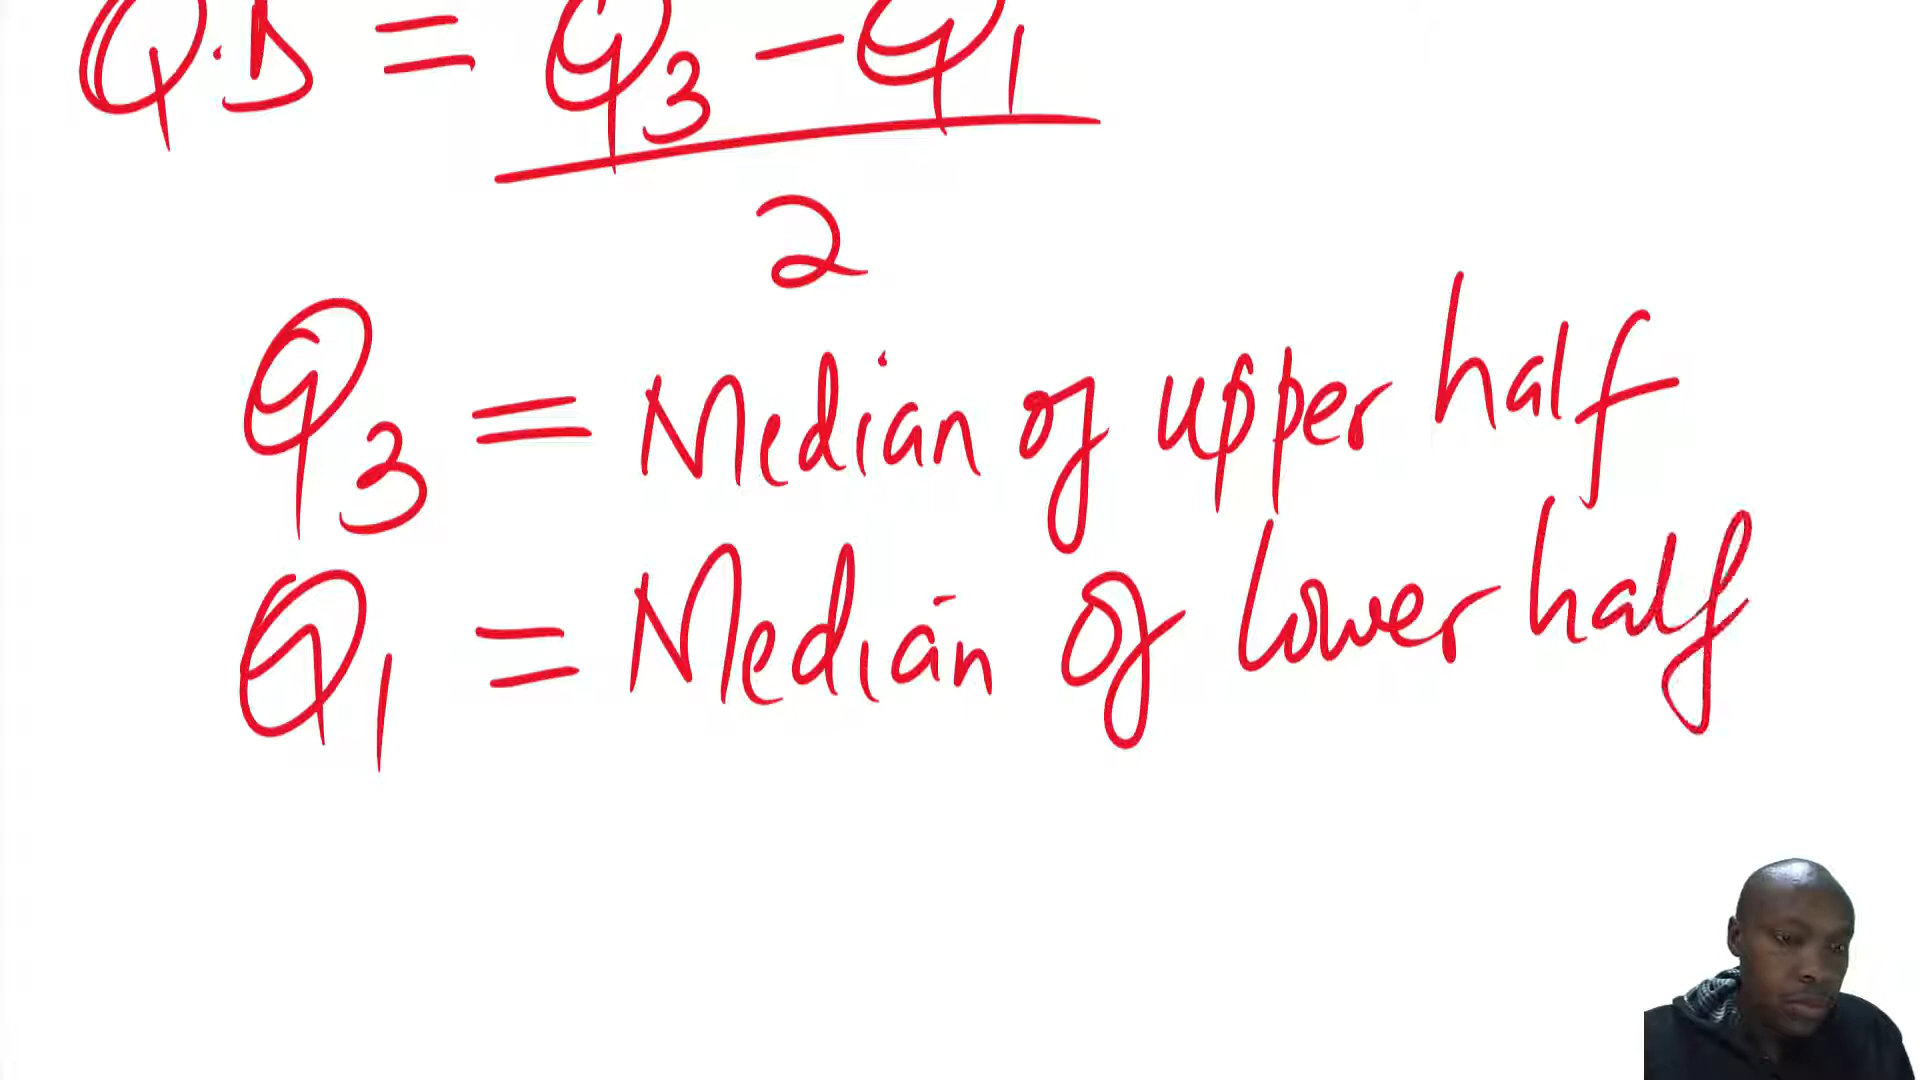 Q.D = Q3 - Q1
2
Q3 = Median of upper half
Q1 = Median of lower half